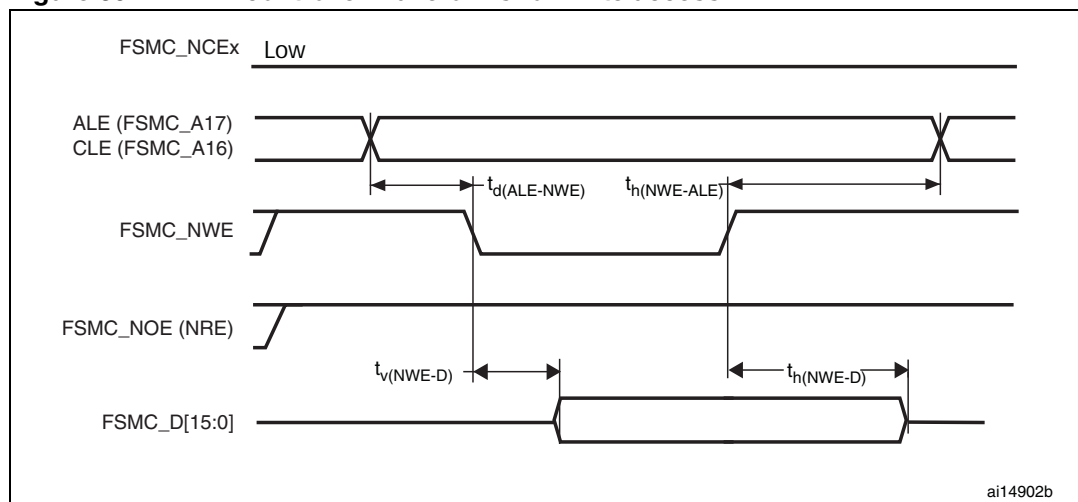 FSMC_NCEx Low
ALE (FSMC_A17)
CLE (FSMC_A16)
td(ALE-NWE) th(NWE-ALE)
FSMC_NWE
FSMC_NOE (NRE)
tv(NWE-D) th(NWE-D)
FSMC_D[15:0]
ai14902b